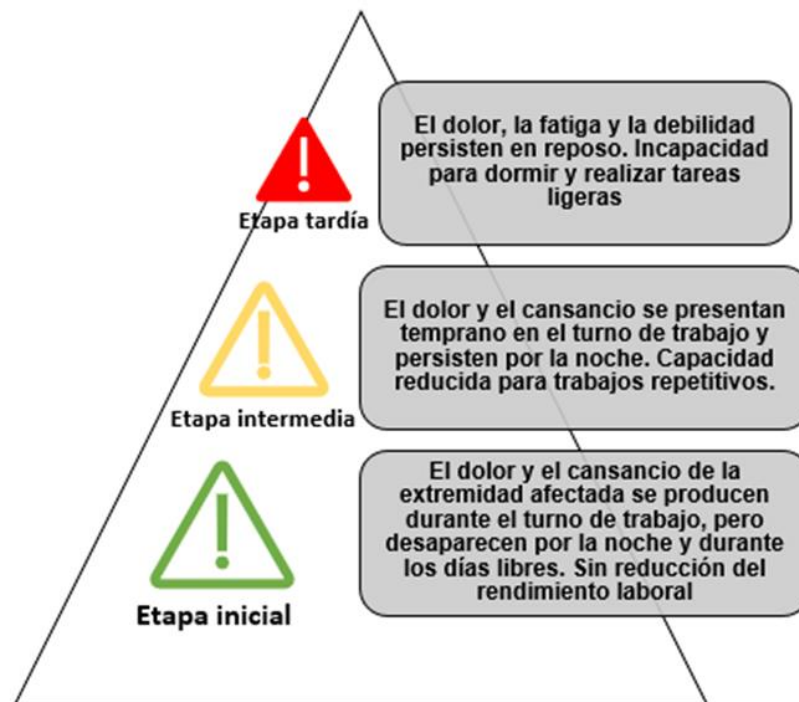 El dolor, la fatiga y la debilidad
persisten en reposo. Incapacidad
para dormir y realizar tareas
ligeras
Etapa tardía
El dolor y el cansancio se presentan
temprano en el turno de trabajo y
persisten por la noche. Capacidad
reducida para trabajos repetitivos.
Etapa intermedia
El dolor y el cansancio de la
extremidad afectada se producen
durante el turno de trabajo, pero
desaparecen por la noche y durante
los días libres. Sin reducción del
rendimiento laboral
Etapa inicial